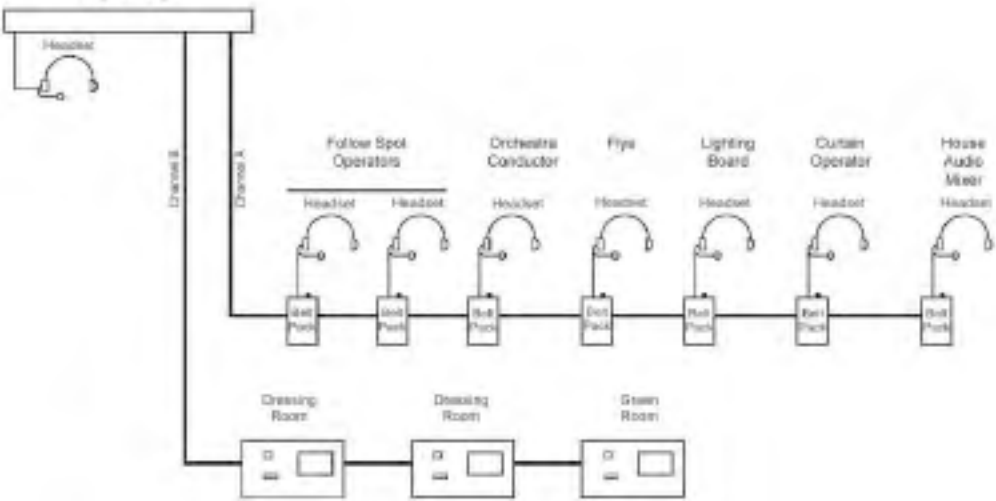 Headset
Channel B
Channel A
Follow Spot
Operators
Orchestra
Conductor
Flys
Lighting
Board
Curtain
Operator
House
Audio
Mixer
Headset
Headset
Headset
Headset
Headset
Headset
Headset
Belt
Pack
Belt
Pack
Belt
Pack
Belt
Pack
Belt
Pack
Belt
Pack
Belt
Pack
Dressing
Room
Dressing
Room
Green
Room